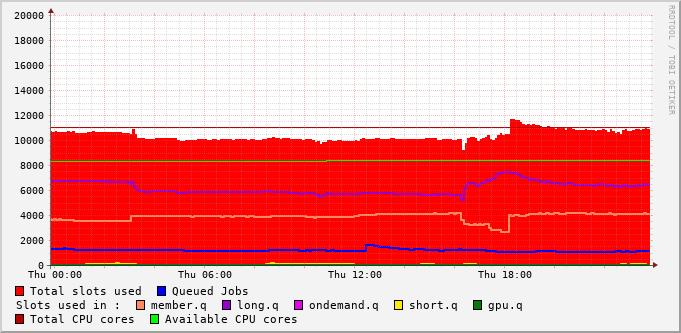 20000
18000
16000
14000
12000
10000
8000
6000
4000
2000
0
Thu 00:00 Thu 06:00 Thu 12:00 Thu 18:00
Total slots used Queued Jobs
Slots used in : member.q long.q ondemand.q short.q gpu.q
Total CPU cores Available CPU cores
RRDTOOL / TOBI OETIKER